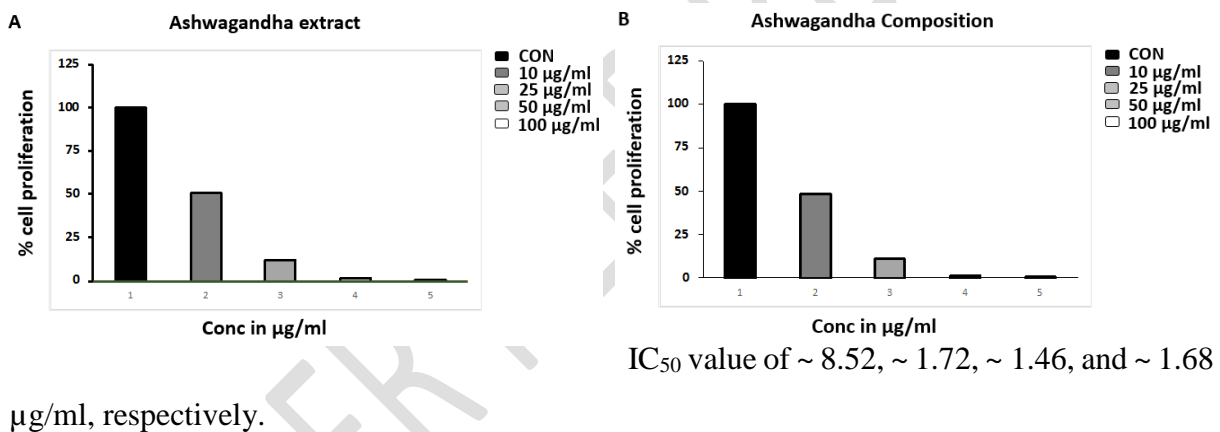 A
Ashwagandha extract
125
100
75
50
25
0
% cell proliferation
1 2 3 4 5
Conc in µg/ml
CON
10 µg/ml
25 µg/ml
50 µg/ml
100 µg/ml
B
Ashwagandha Composition
125
100
75
50
25
0
% cell proliferation
1 2 3 4 5
Conc in µg/ml
CON
10 µg/ml
25 µg/ml
50 µg/ml
100 µg/ml
IC₅₀ value of ~ 8.52, ~ 1.72, ~ 1.46, and ~ 1.68
µg/ml, respectively.